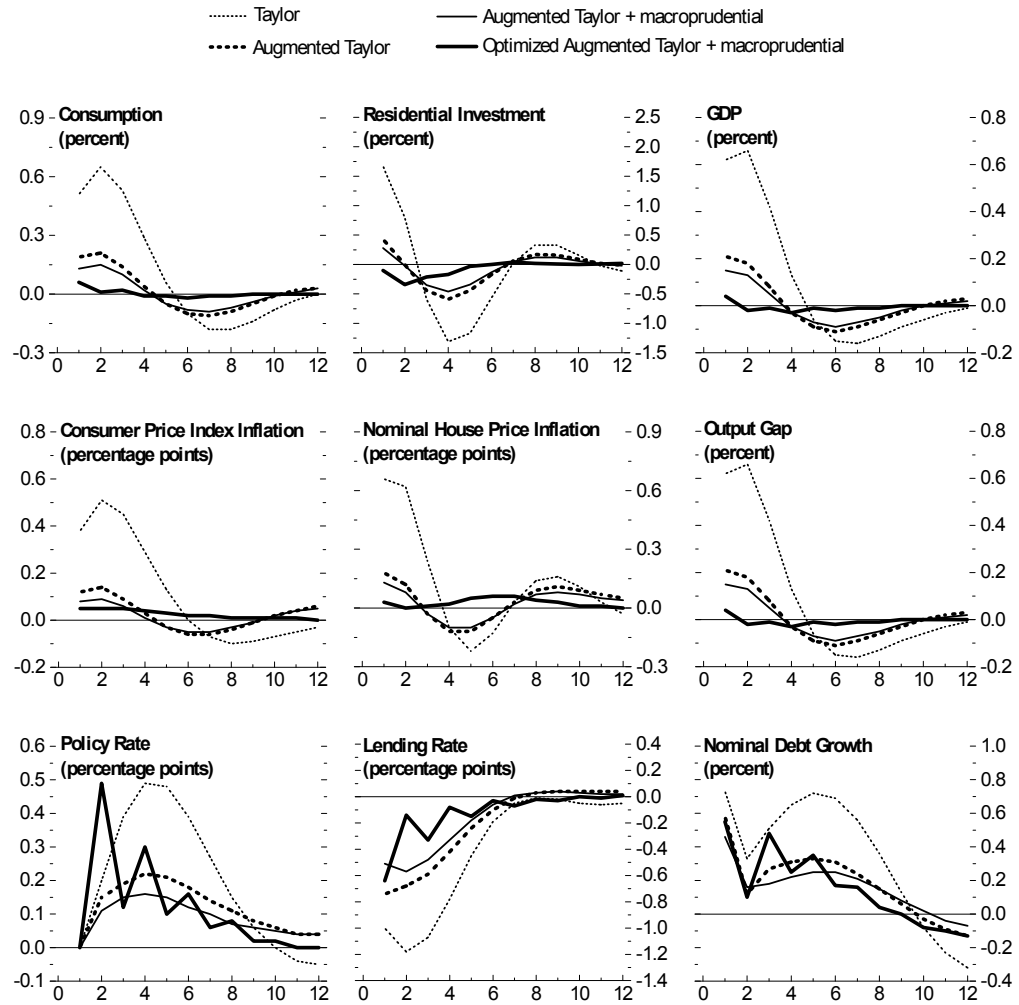 Taylor
Augmented Taylor + macroprudential
Augmented Taylor
Optimized Augmented Taylor + macroprudential
Consumption
(percent)
0.9
0.6
0.3
0.0
-0.3
0 2 4 6 8 10 12
Residential Investment
(percent)
2.5
2.0
1.5
1.0
0.5
0.0
-0.5
-1.0
-1.5
0 2 4 6 8 10 12
GDP
(percent)
0.8
0.6
0.4
0.2
0.0
-0.2
0 2 4 6 8 10 12
Consumer Price Index Inflation
(percentage points)
0.8
0.6
0.4
0.2
0.0
-0.2
0 2 4 6 8 10 12
Nominal House Price Inflation
(percentage points)
0.9
0.6
0.3
0.0
-0.3
0 2 4 6 8 10 12
Output Gap
(percent)
0.8
0.6
0.4
0.2
0.0
-0.2
0 2 4 6 8 10 12
Policy Rate
(percentage points)
0.6
0.5
0.4
0.3
0.2
0.1
0.0
-0.1
0 2 4 6 8 10 12
Lending Rate
(percentage points)
0.4
0.2
0.0
-0.2
-0.4
-0.6
-0.8
-1.0
-1.2
-1.4
0 2 4 6 8 10 12
Nominal Debt Growth
(percent)
1.0
0.8
0.6
0.4
0.2
0.0
-0.2
-0.4
0 2 4 6 8 10 12